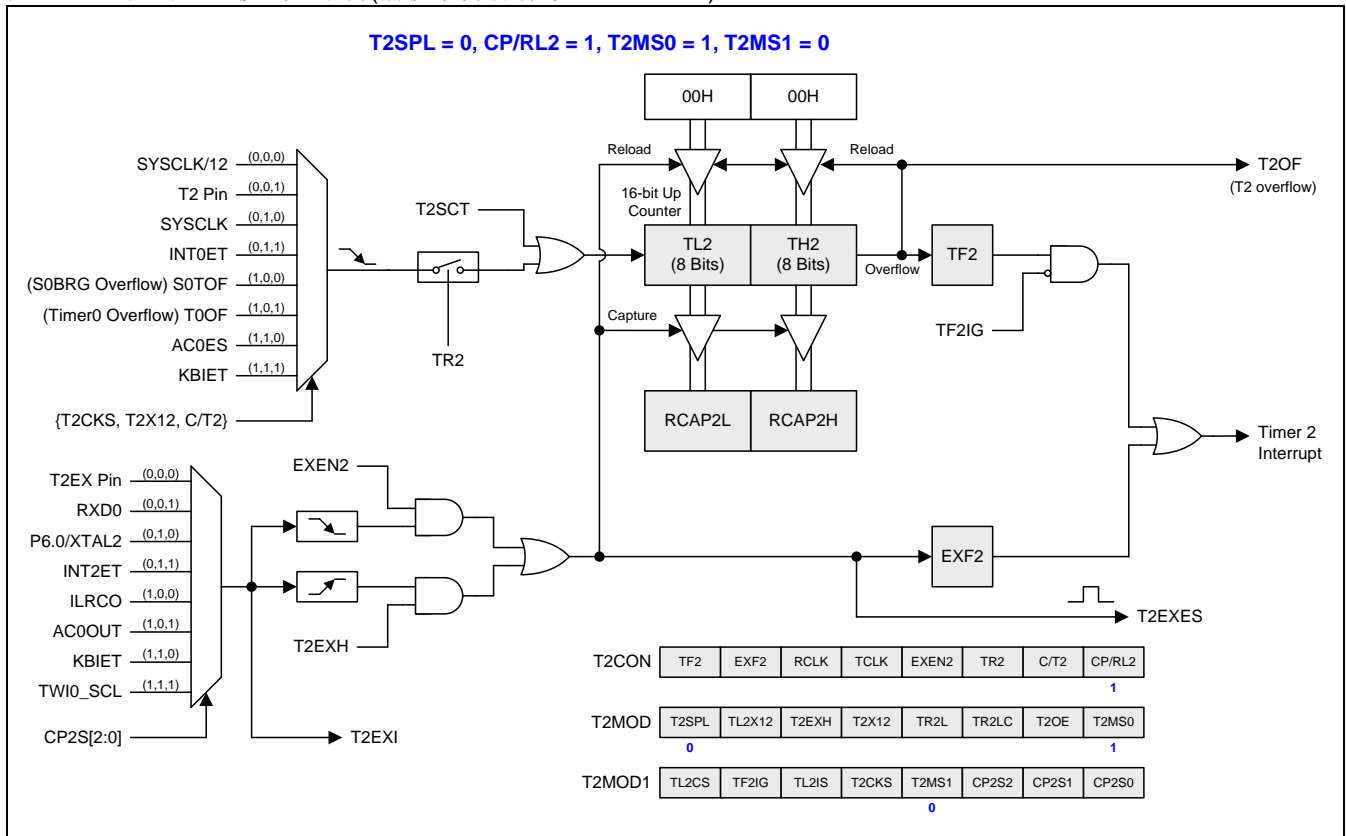 T2SPL = 0, CP/RL2 = 1, T2MS0 = 1, T2MS1 = 0
00H 00H
Reload Reload
T2OF
(T2 overflow)
16-bit Up
Counter
SYSCLK/12 (0,0,0)
T2 Pin (0,0,1)
SYSCLK (0,1,0)
INT0ET (0,1,1)
(S0BRG Overflow) S0TOF (1,0,0)
(Timer0 Overflow) T0OF (1,0,1)
AC0ES (1,1,0)
KBIET (1,1,1)
{T2CKS, T2X12, C/T2}
T2SCT
TR2
TL2
(8 Bits)
TH2
(8 Bits)
Overflow
TF2
TF2IG
Capture
RCAP2L RCAP2H
Timer 2
Interrupt
T2EX Pin (0,0,0)
RXD0 (0,0,1)
P6.0/XTAL2 (0,1,0)
INT2ET (0,1,1)
ILRCO (1,0,0)
AC0OUT (1,0,1)
KBIET (1,1,0)
TWI0_SCL (1,1,1)
CP2S[2:0]
EXEN2
T2EXH
T2EXI
EXF2
T2EXES
T2CON TF2 EXF2 RCLK TCLK EXEN2 TR2 C/T2 CP/RL2
1
T2MOD T2SPL TL2X12 T2EXH T2X12 TR2L TR2LC T2OE T2MS0
0 1
T2MOD1 TL2CS TF2IG TL2IS T2CKS T2MS1 CP2S2 CP2S1 CP2S0
0